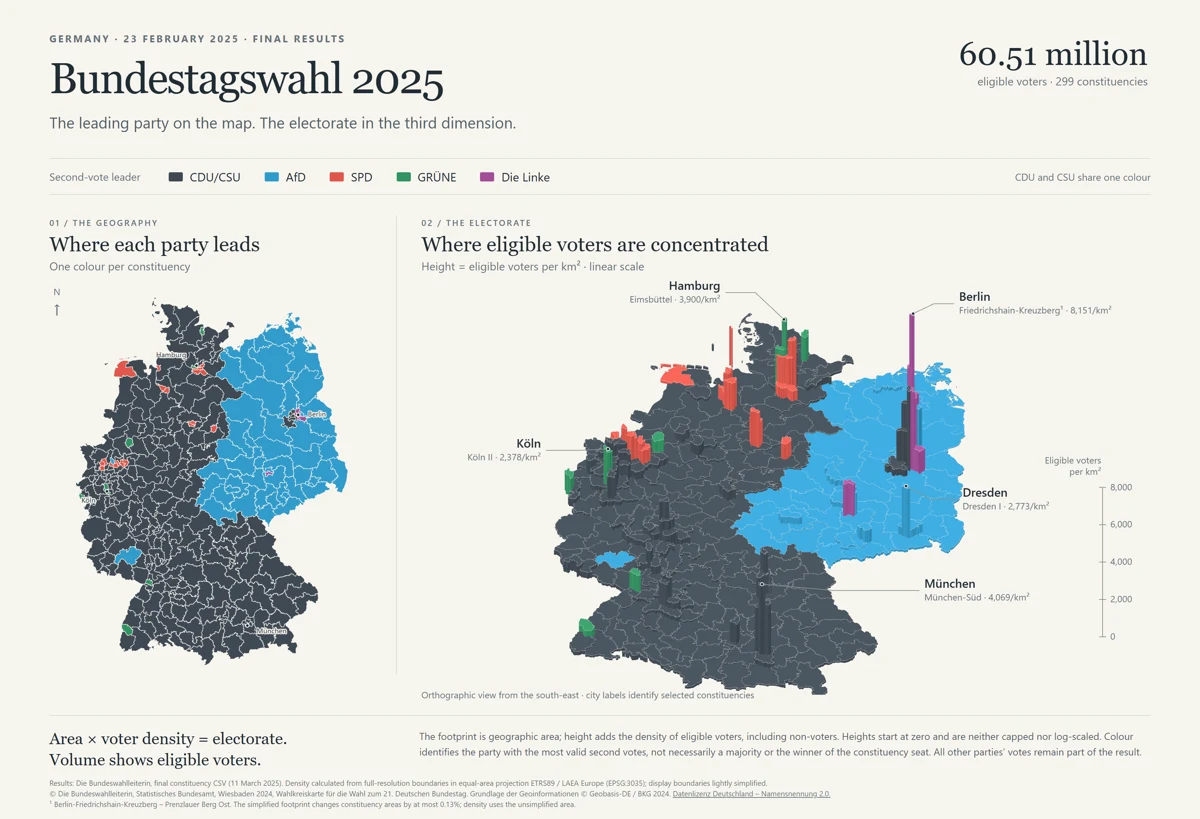 GERMANY · 23 FEBRUARY 2025 · FINAL RESULTS
Bundestagswahl 2025
The leading party on the map. The electorate in the third dimension.
60.51 million
eligible voters · 299 constituencies
Second-vote leader
CDU/CSU
AfD
SPD
GRÜNE
Die Linke
CDU and CSU share one colour
01 / THE GEOGRAPHY
Where each party leads
One colour per constituency
N
Hamburg
Berlin
Köln
München
02 / THE ELECTORATE
Where eligible voters are concentrated
Height = eligible voters per km² · linear scale
Hamburg
Eimsbüttel · 3,900/km²
Berlin
Friedrichshain-Kreuzberg¹ · 8,151/km²
Köln
Köln II · 2,378/km²
Dresden
Dresden I · 2,773/km²
München
München-Süd · 4,069/km²
Eligible voters
per km²
8,000
6,000
4,000
2,000
0
Orthographic view from the south-east · city labels identify selected constituencies
Area × voter density = electorate.
Volume shows eligible voters.
The footprint is geographic area; height adds the density of eligible voters, including non-voters. Heights start at zero and are neither capped nor log-scaled. Colour
identifies the party with the most valid second votes, not necessarily a majority or the winner of the constituency seat. All other parties' votes remain part of the result.
Results: Die Bundeswahlleiterin, final constituency CSV (11 March 2025). Density calculated from full-resolution boundaries in equal-area projection ETRS89 / LAEA Europe (EPSG:3035); display boundaries lightly simplified.
© Die Bundeswahlleiterin, Statistisches Bundesamt, Wiesbaden 2024, Wahlkreiskarte für die Wahl zum 21. Deutschen Bundestag. Grundlage der Geoinformationen © Geobasis-DE / BKG 2024. Datenlizenz Deutschland – Namensnennung 2.0.
¹ Berlin-Friedrichshain-Kreuzberg – Prenzlauer Berg Ost. The simplified footprint changes constituency areas by at most 0.13%; density uses the unsimplified area.